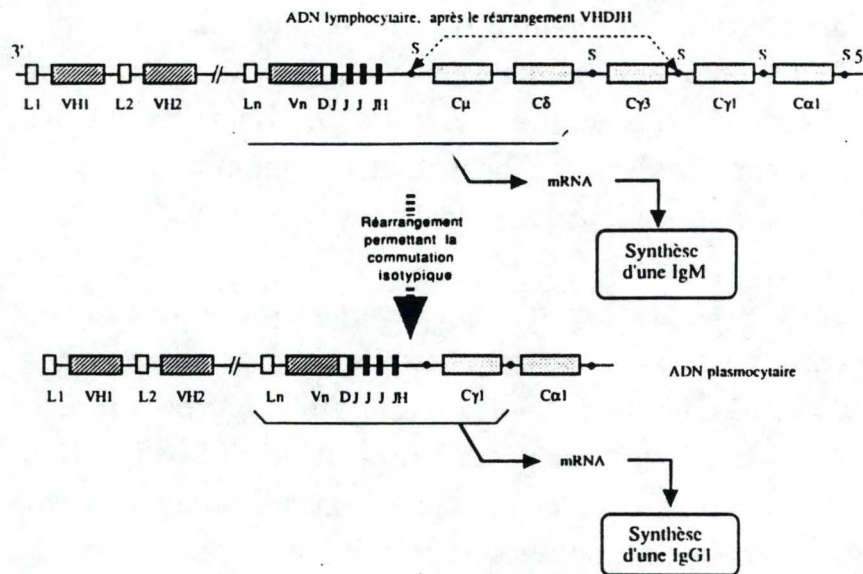 ADN lymphocytaire, après le réarrangement VHDJH
S S S S S
3' 5'
L1 VH1 L2 VH2 // Ln Vn D J J J JH Cμ Cδ Cγ3 Cγ1 Cα1
mRNA
Réarrangement
permettant la
commutation
isotypique
Synthèse
d'une IgM
ADN plasmocytaire
L1 VH1 L2 VH2 // Ln Vn D J J J JH Cγ1 Cα1
mRNA
Synthèse
d'une IgG1